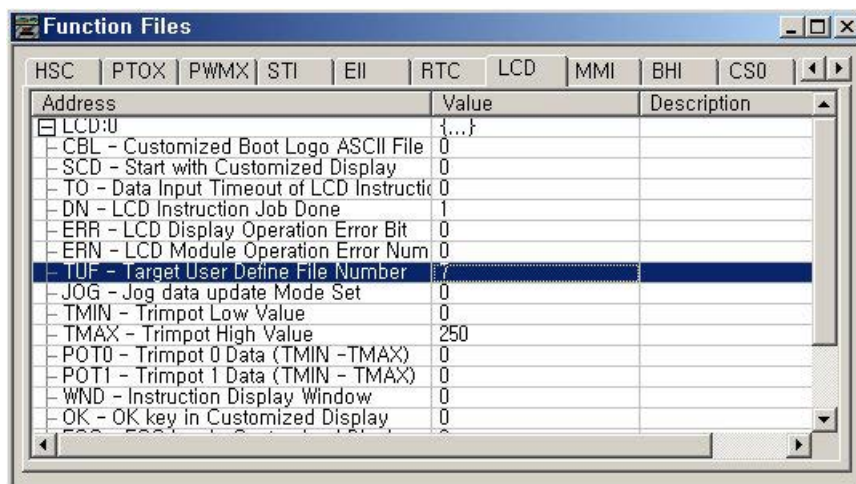 Function Files
HSC PTOX PWMX STI EII RTC LCD MMI BHI CS0
Address Value Description
LCD:0 {...}
CBL - Customized Boot Logo ASCII File 0
SCD - Start with Customized Display 0
TO - Data Input Timeout of LCD Instructi 0
DN - LCD Instruction Job Done 1
ERR - LCD Display Operation Error Bit 0
ERN - LCD Module Operation Error Num 0
TUF - Target User Define File Number 7
JOG - Jog data update Mode Set 0
TMIN - Trimpot Low Value 0
TMAX - Trimpot High Value 250
POT0 - Trimpot 0 Data (TMIN -TMAX) 0
POT1 - Trimpot 1 Data (TMIN - TMAX) 0
WND - Instruction Display Window 0
OK - OK key in Customized Display 0